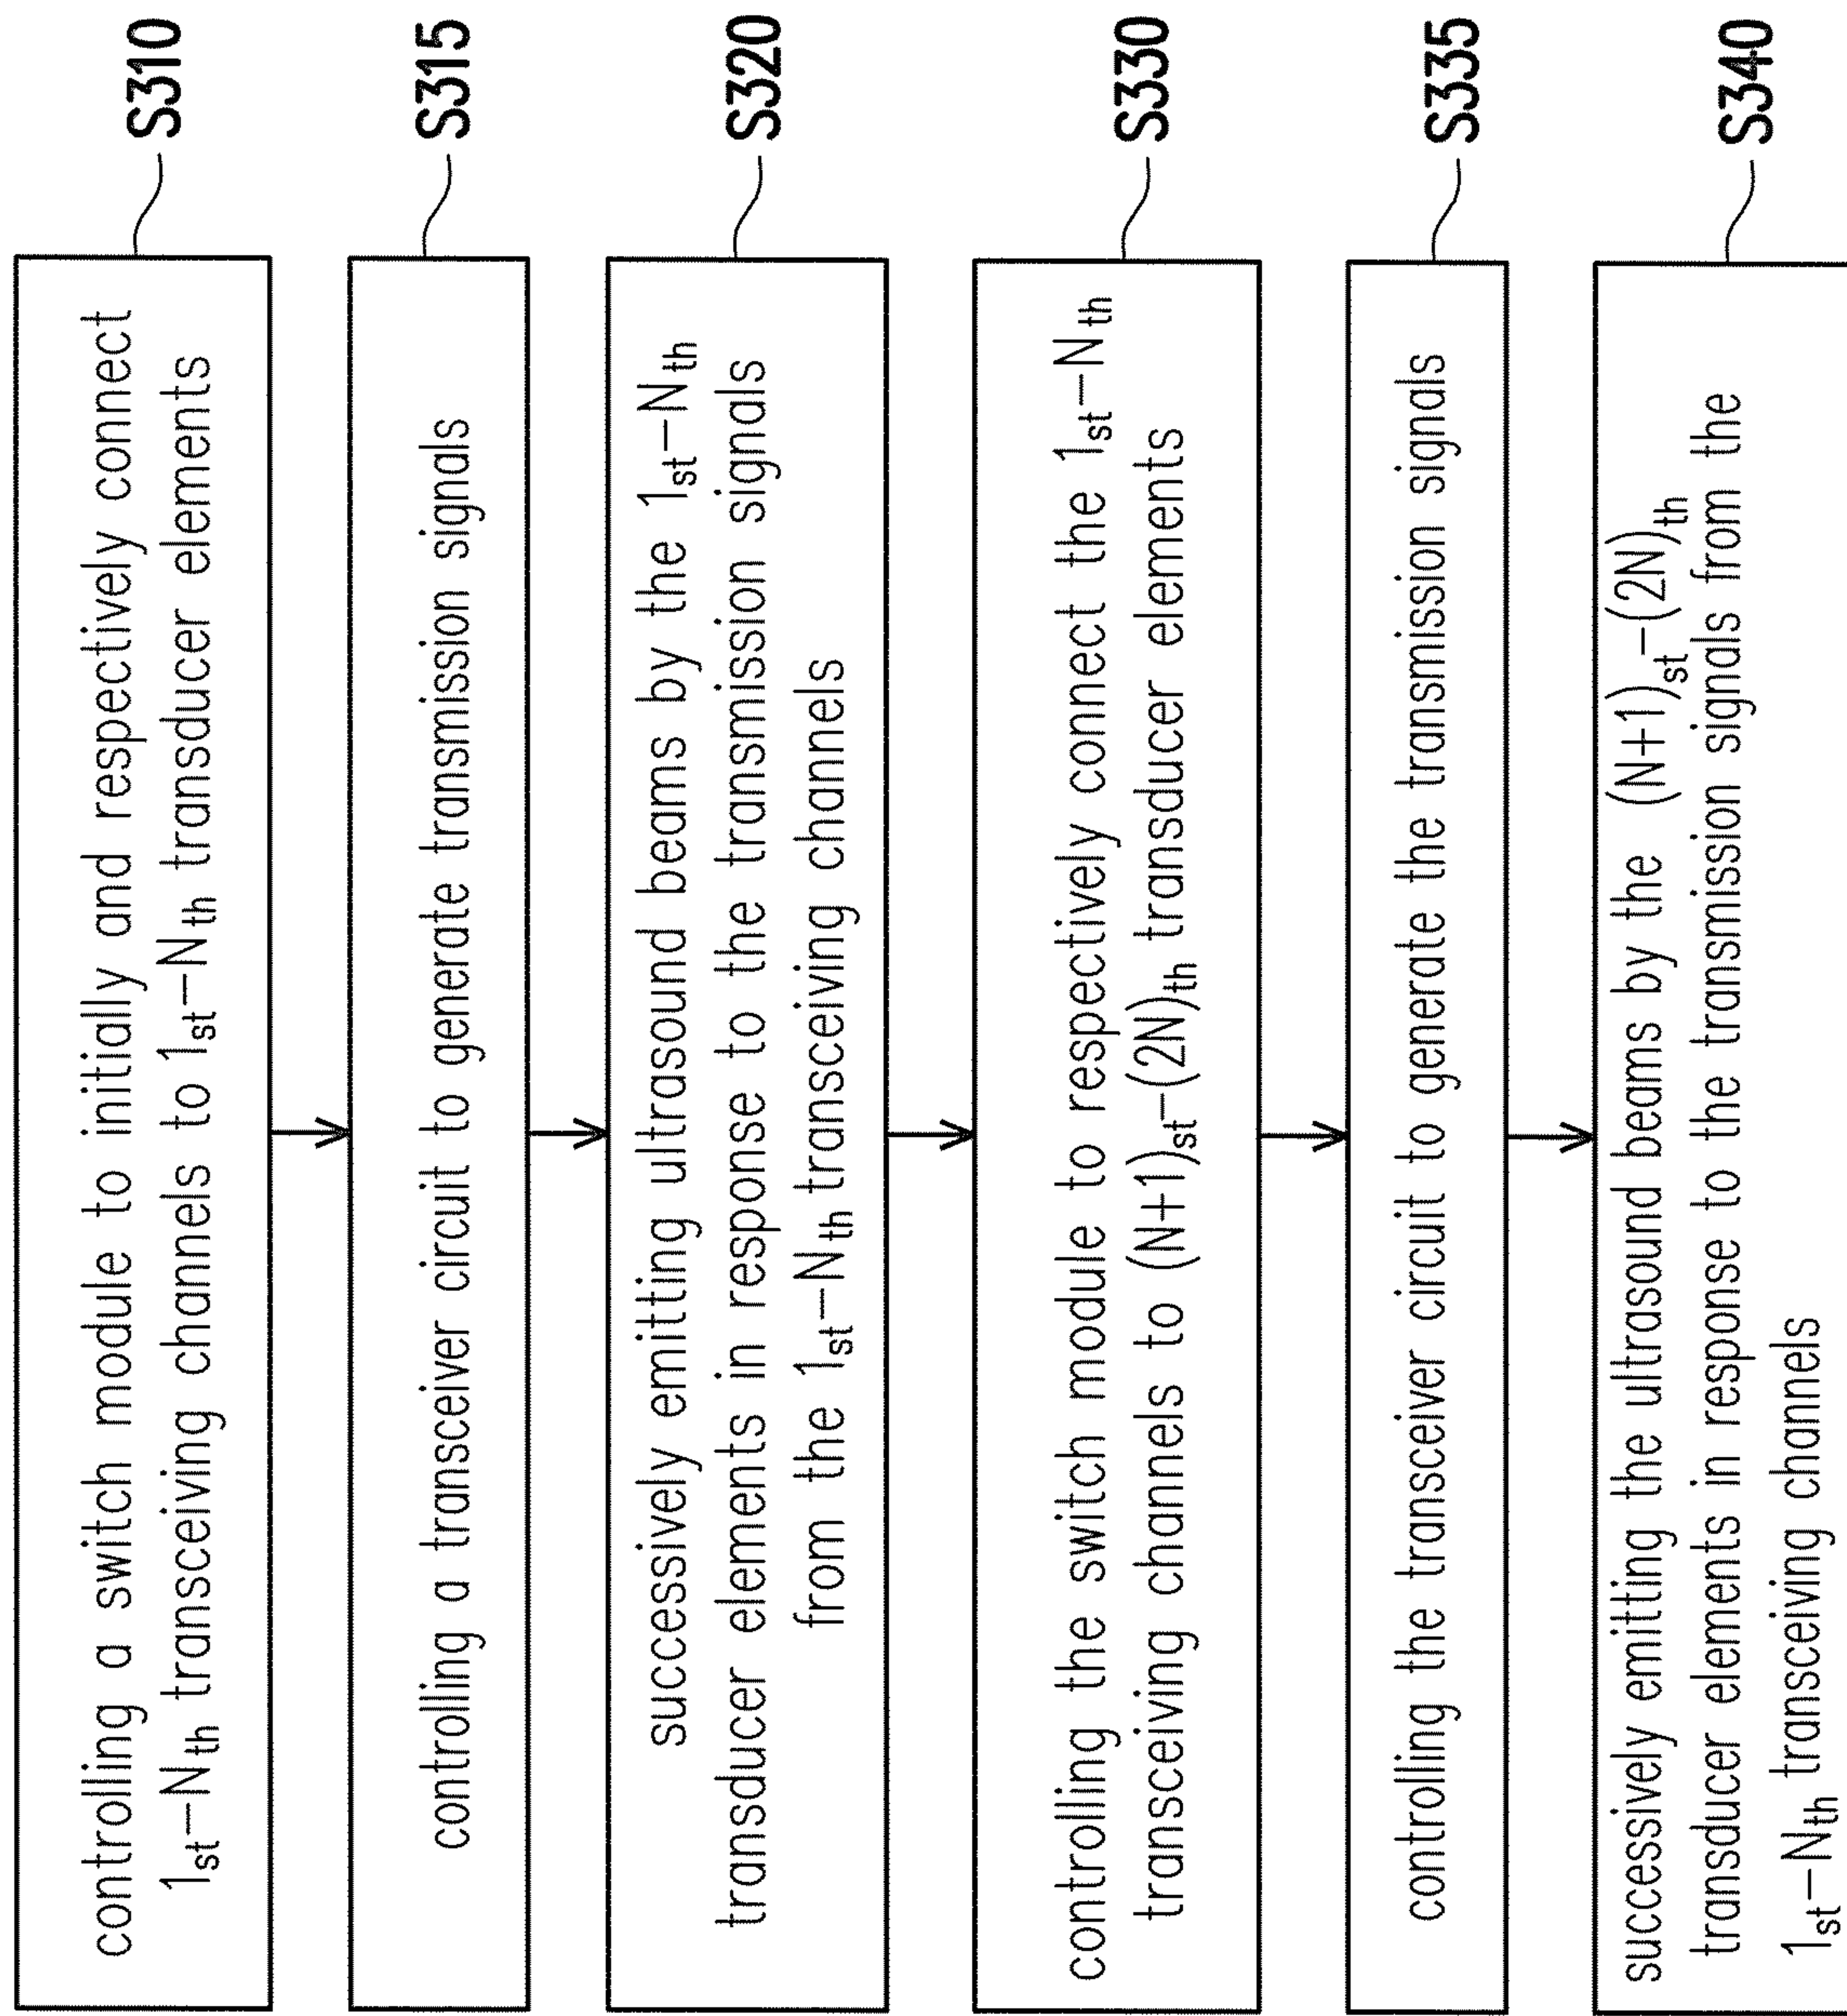 controlling a switch module to initially and respectively connect
1st-Nth transceiving channels to 1st-Nth transducer elements
S310
controlling a transceiver circuit to generate transmission signals
S315
successively emitting ultrasound beams by the 1st-Nth
transducer elements in response to the transmission signals
from the 1st-Nth transceiving channels
S320
controlling the switch module to respectively connect the 1st-Nth
transceiving channels to (N+1)st-(2N)th transducer elements
S330
controlling the transceiver circuit to generate the transmission signals
S335
successively emitting the ultrasound beams by the (N+1)st-(2N)th
transducer elements in response to the transmission signals from the
1st-Nth transceiving channels
S340